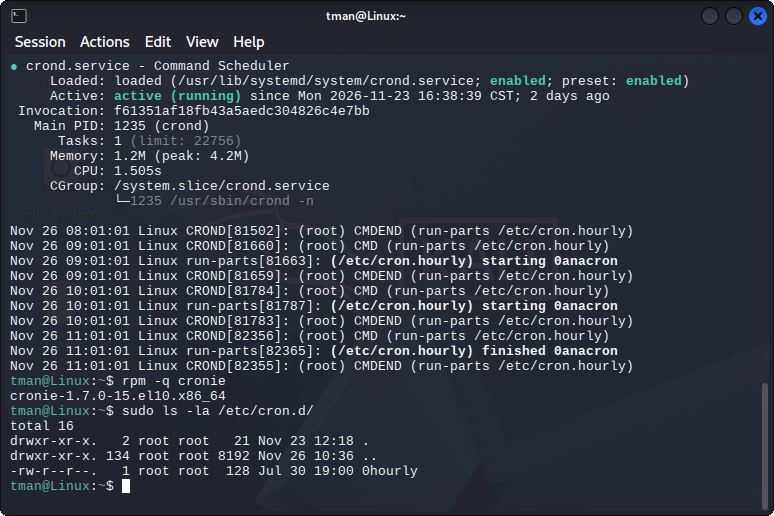 tman@Linux:~
Session Actions Edit View Help
● crond.service - Command Scheduler
     Loaded: loaded (/usr/lib/systemd/system/crond.service; enabled; preset: enabled)
     Active: active (running) since Mon 2026-11-23 16:38:39 CST; 2 days ago
 Invocation: f61351af18fb43a5aedc304826c4e7bb
   Main PID: 1235 (crond)
      Tasks: 1 (limit: 22756)
     Memory: 1.2M (peak: 4.2M)
        CPU: 1.505s
     CGroup: /system.slice/crond.service
             └─1235 /usr/sbin/crond -n
File System
Nov 26 08:01:01 Linux CROND[81502]: (root) CMDEND (run-parts /etc/cron.hourly)
Nov 26 09:01:01 Linux CROND[81660]: (root) CMD (run-parts /etc/cron.hourly)
Nov 26 09:01:01 Linux run-parts[81663]: (/etc/cron.hourly) starting 0anacron
Nov 26 09:01:01 Linux CROND[81659]: (root) CMDEND (run-parts /etc/cron.hourly)
Nov 26 10:01:01 Linux CROND[81784]: (root) CMD (run-parts /etc/cron.hourly)
Nov 26 10:01:01 Linux run-parts[81787]: (/etc/cron.hourly) starting 0anacron
Nov 26 10:01:01 Linux CROND[81783]: (root) CMDEND (run-parts /etc/cron.hourly)
Nov 26 11:01:01 Linux CROND[82356]: (root) CMD (run-parts /etc/cron.hourly)
Nov 26 11:01:01 Linux run-parts[82365]: (/etc/cron.hourly) finished 0anacron
Nov 26 11:01:01 Linux CROND[82355]: (root) CMDEND (run-parts /etc/cron.hourly)
tman@Linux:~$ rpm -q cronie
cronie-1.7.0-15.el10.x86_64
tman@Linux:~$ sudo ls -la /etc/cron.d/
total 16
drwxr-xr-x.   2 root root   21 Nov 23 12:18 .
drwxr-xr-x. 134 root root 8192 Nov 26 10:36 ..
-rw-r--r--.   1 root root  128 Jul 30 19:00 0hourly
tman@Linux:~$